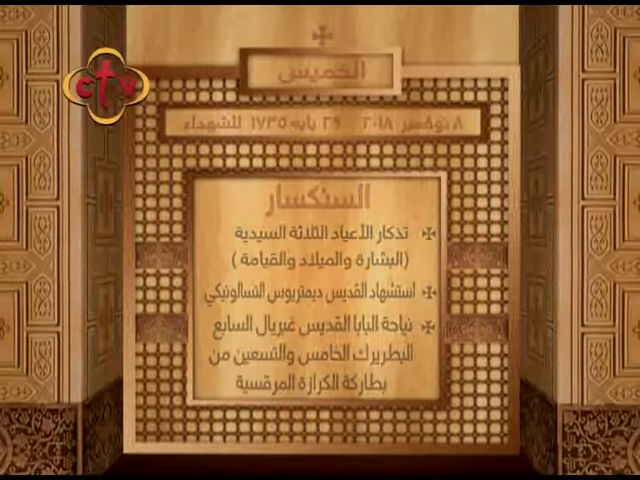 ctv
الخميس
٨ نوفمبر ٢٠١٨ ٢٩ بابه ١٧٣٥ للشهداء
السنكسار
تذكار الأعياد الثلاثة السيدية
(البشارة والميلاد والقيامة)
استشهاد القديس ديمتريوس التسالونيكي
نياحة البابا القديس غبريال السابع
البطريرك الخامس والتسعين من
بطاركة الكرازة المرقسية